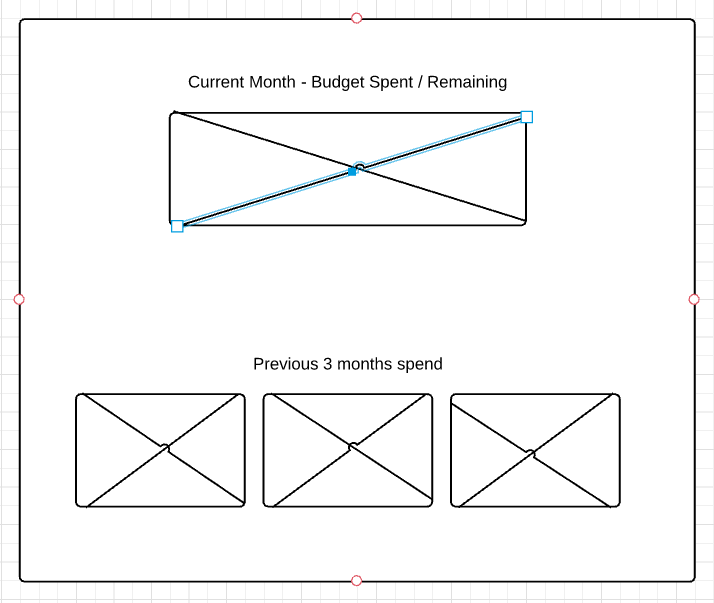 Current Month - Budget Spent / Remaining
Previous 3 months spend